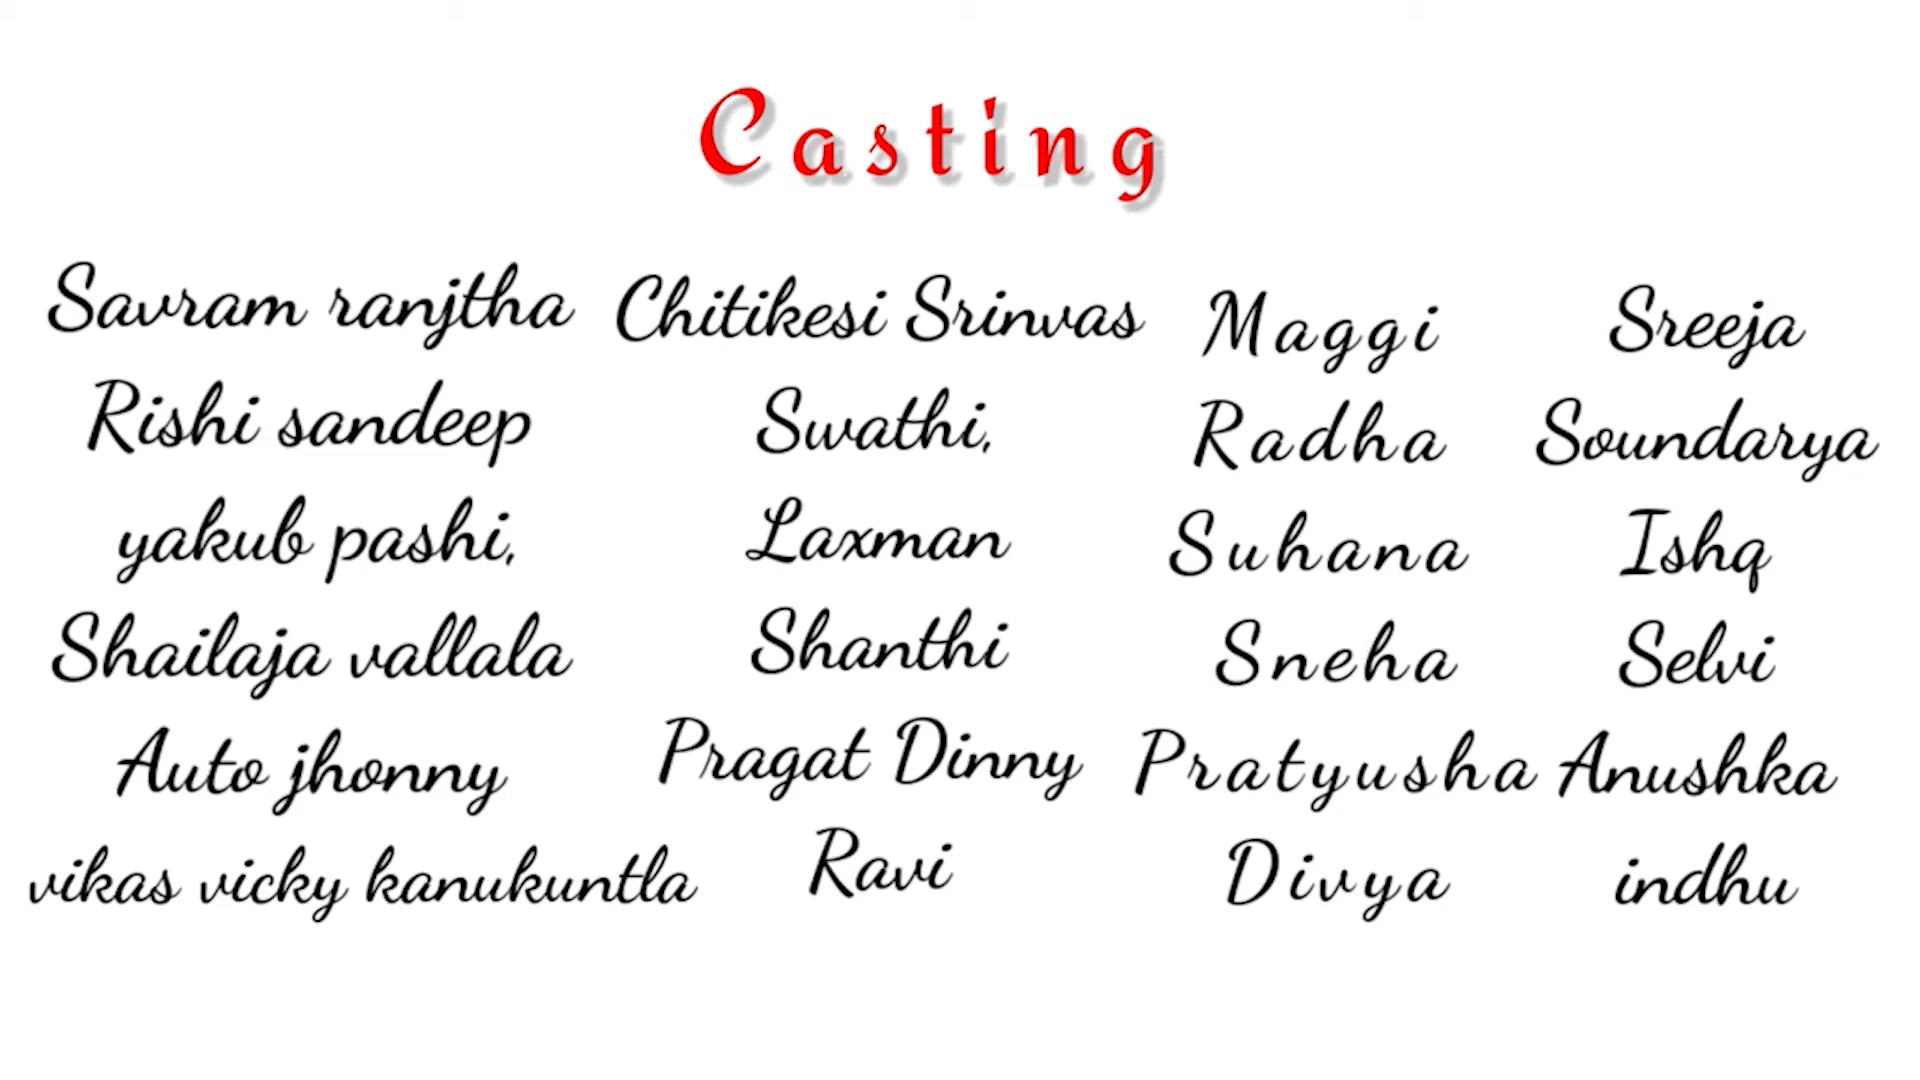 Casting
Savram ranjtha
Rishi sandeep
yakub pashi,
Shailaja vallala
Auto jhonny
vikas vicky kanukuntla
Chitikesi Srinvas
Swathi,
Laxman
Shanthi
Pragat Dinny
Ravi
Maggi
Radha
Suhana
Sneha
Pratyusha
Divya
Sreeja
Soundarya
Ishq
Selvi
Anushka
indhu